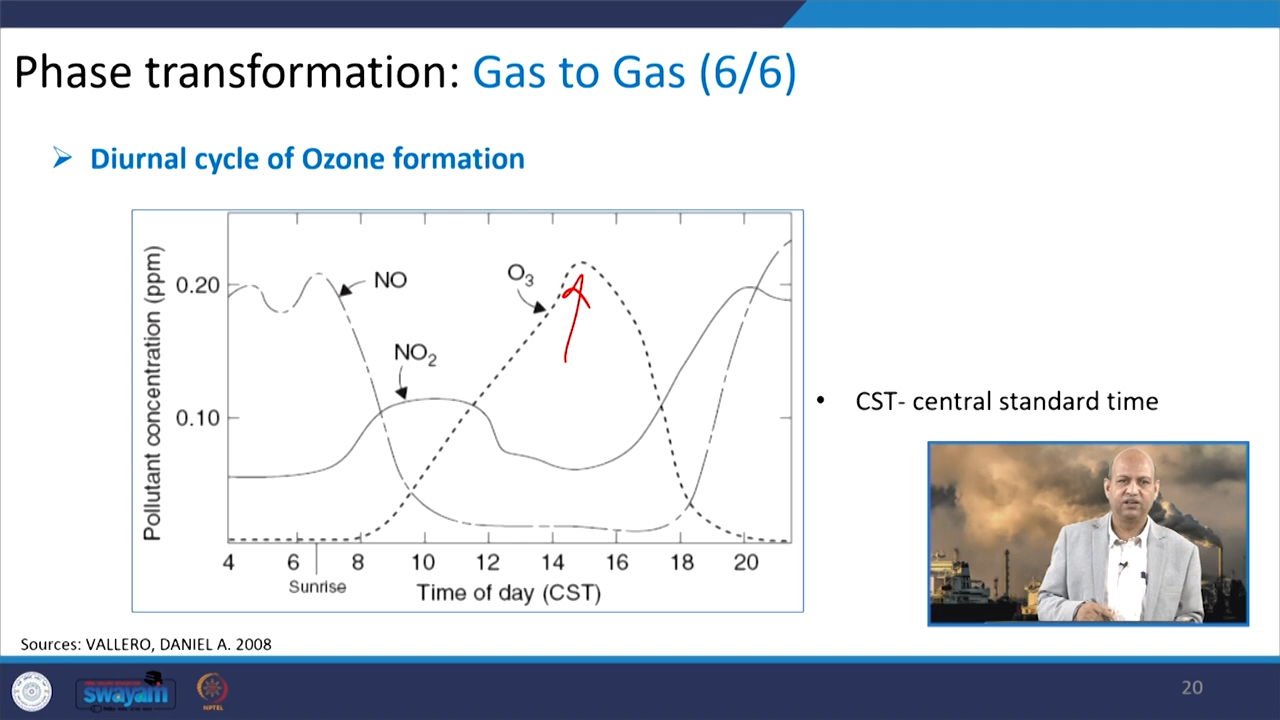 Phase transformation: Gas to Gas (6/6)
Diurnal cycle of Ozone formation
Pollutant concentration (ppm)
0.20
0.10
NO
NO2
O3
4 6 8 10 12 14 16 18 20
Sunrise
Time of day (CST)
• CST- central standard time
Sources: VALLERO, DANIEL A. 2008
swayam
NPTEL
20